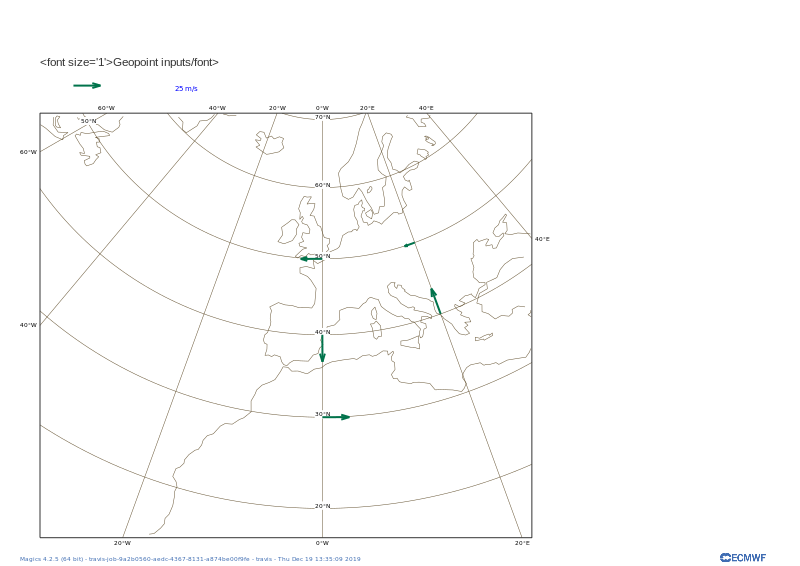 <font size='1'>Geopoint inputs/font>
25 m/s
60°W
40°W
20°W
0°W
20°E
40°E
70°N
50°N
60°W
60°N
40°E
50°N
40°W
40°N
30°N
20°N
20°W
0°W
20°E
Magics 4.2.5 (64 bit) - travis-job-9a2b0560-aedc-4367-8131-a874be00f9fe - travis - Thu Dec 19 13:35:09 2019
ECMWF